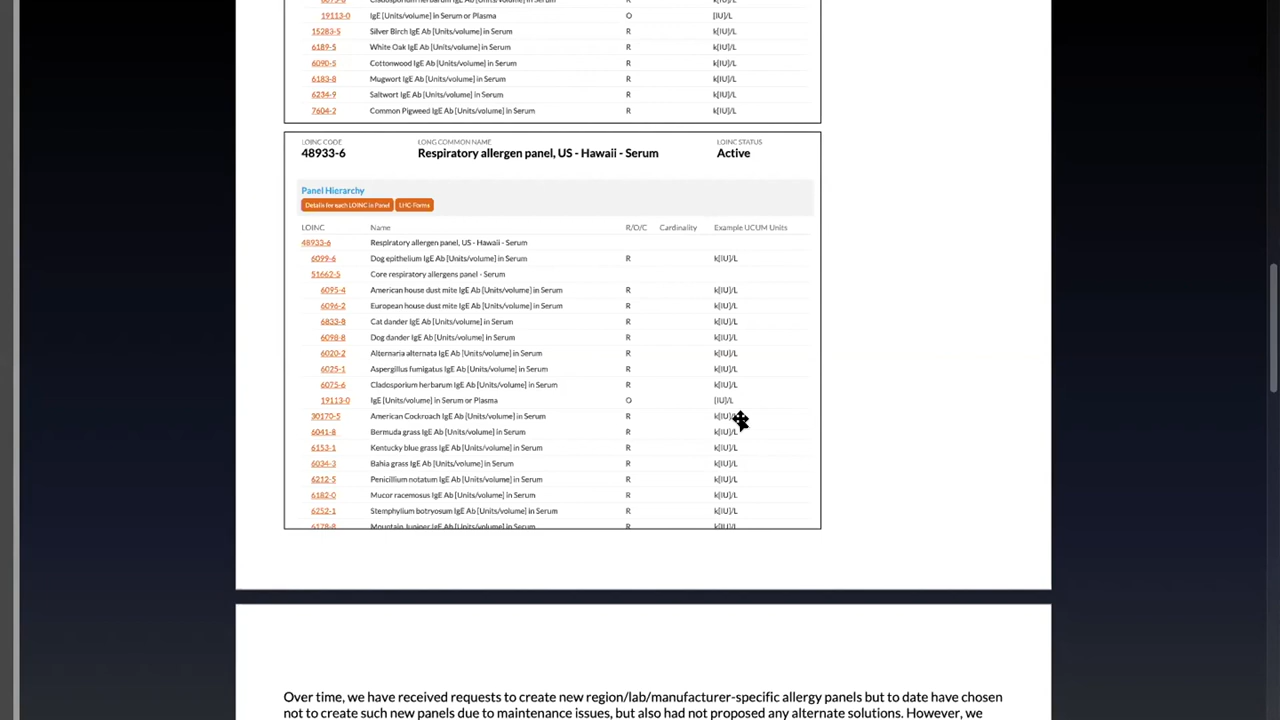 19113-0 IgE [Units/volume] in Serum or Plasma O [IU]/L
15283-5 Silver Birch IgE Ab [Units/volume] in Serum R k[IU]/L
6189-5 White Oak IgE Ab [Units/volume] in Serum R k[IU]/L
6090-5 Cottonwood IgE Ab [Units/volume] in Serum R k[IU]/L
6183-8 Mugwort IgE Ab [Units/volume] in Serum R k[IU]/L
6234-9 Saltwort IgE Ab [Units/volume] in Serum R k[IU]/L
7604-2 Common Pigweed IgE Ab [Units/volume] in Serum R k[IU]/L
LOINC CODE LONG COMMON NAME LOINC STATUS
48933-6 Respiratory allergen panel, US - Hawaii - Serum Active
Panel Hierarchy
Details for each LOINC in Panel LHC-Forms
LOINC Name R/O/C Cardinality Example UCUM Units
48933-6 Respiratory allergen panel, US - Hawaii - Serum
6099-6 Dog epithelium IgE Ab [Units/volume] in Serum R k[IU]/L
51662-5 Core respiratory allergens panel - Serum
6095-4 American house dust mite IgE Ab [Units/volume] in Serum R k[IU]/L
6096-2 European house dust mite IgE Ab [Units/volume] in Serum R k[IU]/L
6833-8 Cat dander IgE Ab [Units/volume] in Serum R k[IU]/L
6098-8 Dog dander IgE Ab [Units/volume] in Serum R k[IU]/L
6020-2 Alternaria alternata IgE Ab [Units/volume] in Serum R k[IU]/L
6025-1 Aspergillus fumigatus IgE Ab [Units/volume] in Serum R k[IU]/L
6075-6 Cladosporium herbarum IgE Ab [Units/volume] in Serum R k[IU]/L
19113-0 IgE [Units/volume] in Serum or Plasma O [IU]/L
30170-5 American Cockroach IgE Ab [Units/volume] in Serum R k[IU]/L
6041-8 Bermuda grass IgE Ab [Units/volume] in Serum R k[IU]/L
6153-1 Kentucky blue grass IgE Ab [Units/volume] in Serum R k[IU]/L
6034-3 Bahia grass IgE Ab [Units/volume] in Serum R k[IU]/L
6212-5 Penicillium notatum IgE Ab [Units/volume] in Serum R k[IU]/L
6182-0 Mucor racemosus IgE Ab [Units/volume] in Serum R k[IU]/L
6252-1 Stemphylium botryosum IgE Ab [Units/volume] in Serum R k[IU]/L
6178-8 Mountain Juniper IgE Ab [Units/volume] in Serum R k[IU]/L
Over time, we have received requests to create new region/lab/manufacturer-specific allergy panels but to date have chosen
not to create such new panels due to maintenance issues, but also had not proposed any alternate solutions. However, we